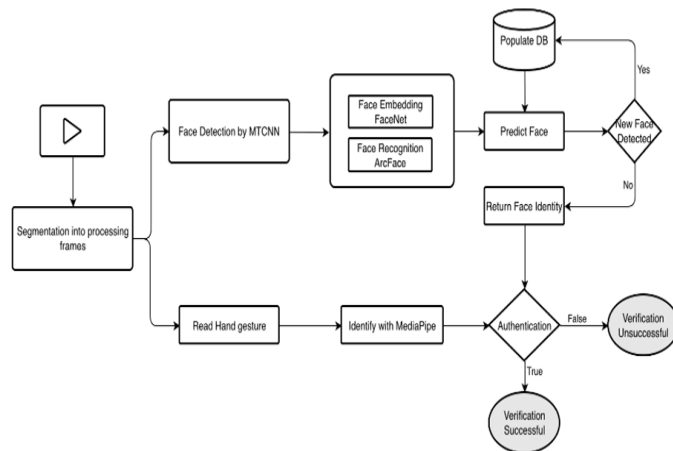 Populate DB
Yes
Face Detection by MTCNN
Face Embedding
FaceNet
Face Recognition
ArcFace
Predict Face
New Face
Detected
No
Segmentation into processing
frames
Return Face Identity
Read Hand gesture
Identify with MediaPipe
Authentication
False
Verification
Unsuccessful
True
Verification
Successful